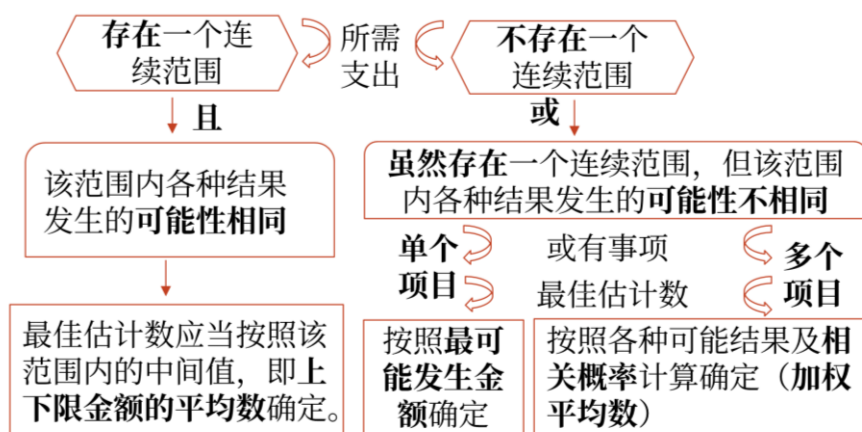 存在一个连
续范围
所需
支出
不存在一个
连续范围
且
或
该范围内各种结果
发生的可能性相同
虽然存在一个连续范围，但该范围
内各种结果发生的可能性不相同
单个
项目
或有事项
最佳估计数
多个
项目
最佳估计数应当按照该
范围内的中间值，即上
下限金额的平均数确定。
按照最可
能发生金
额确定
按照各种可能结果及相
关概率计算确定（加权
平均数）